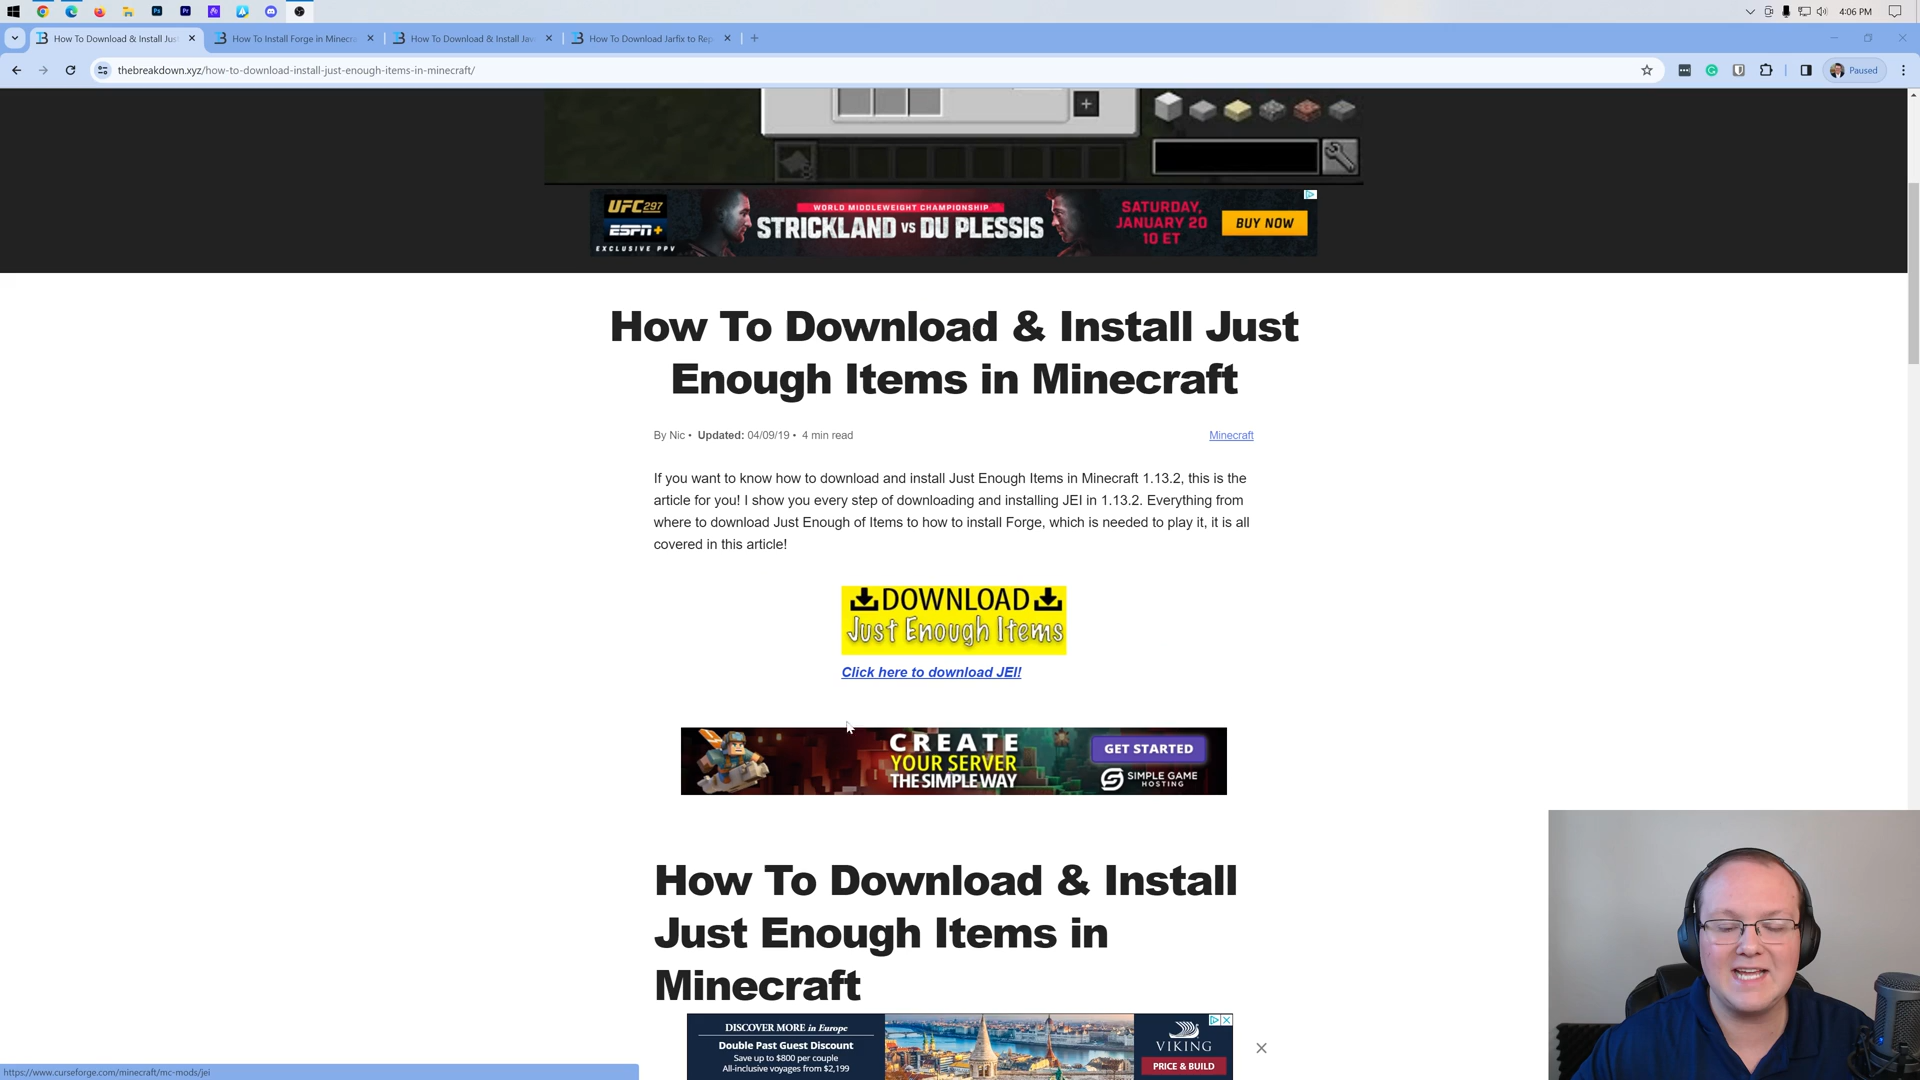 4:06 PM
How To Download & Install Just
How To Install Forge in Minecra
How To Download & Install Jav
How To Download Jarfix to Rep
thebreakdown.xyz/how-to-download-install-just-enough-items-in-minecraft/
Paused
UFC297
ESPN+
EXCLUSIVE PPV
WORLD MIDDLEWEIGHT CHAMPIONSHIP
STRICKLAND VS DU PLESSIS
SATURDAY,
JANUARY 20
10 ET
BUY NOW
How To Download & Install Just
Enough Items in Minecraft
By Nic • Updated: 04/09/19 • 4 min read
Minecraft
If you want to know how to download and install Just Enough Items in Minecraft 1.13.2, this is the
article for you! I show you every step of downloading and installing JEI in 1.13.2. Everything from
where to download Just Enough of Items to how to install Forge, which is needed to play it, it is all
covered in this article!
DOWNLOAD
Just Enough Items
Click here to download JEI!
CREATE
YOUR SERVER
THE SIMPLE WAY
GET STARTED
SIMPLE GAME
HOSTING
How To Download & Install
Just Enough Items in
Minecraft
DISCOVER MORE in Europe
Double Past Guest Discount
Save up to $800 per couple
All-inclusive voyages from $2,199
VIKING
PRICE & BUILD
https://www.curseforge.com/minecraft/mc-mods/jei